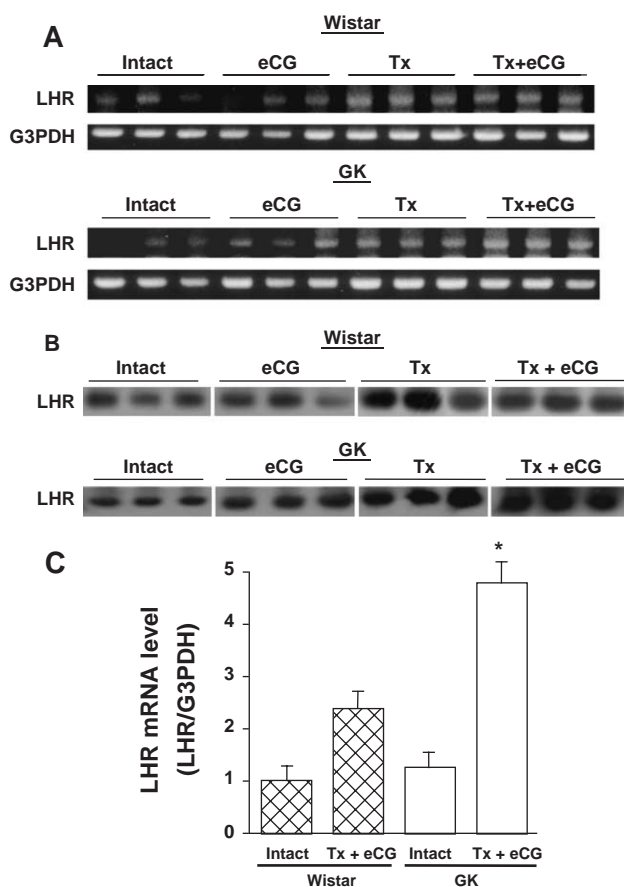 A
Wistar
Intact eCG Tx Tx+eCG
LHR
G3PDH
GK
Intact eCG Tx Tx+eCG
LHR
G3PDH
B
Wistar
Intact eCG Tx Tx + eCG
LHR
GK
Intact eCG Tx Tx + eCG
LHR
C
LHR mRNA level
(LHR/G3PDH)
5
4
3
2
1
0
*
Intact Tx + eCG Intact Tx + eCG
Wistar GK